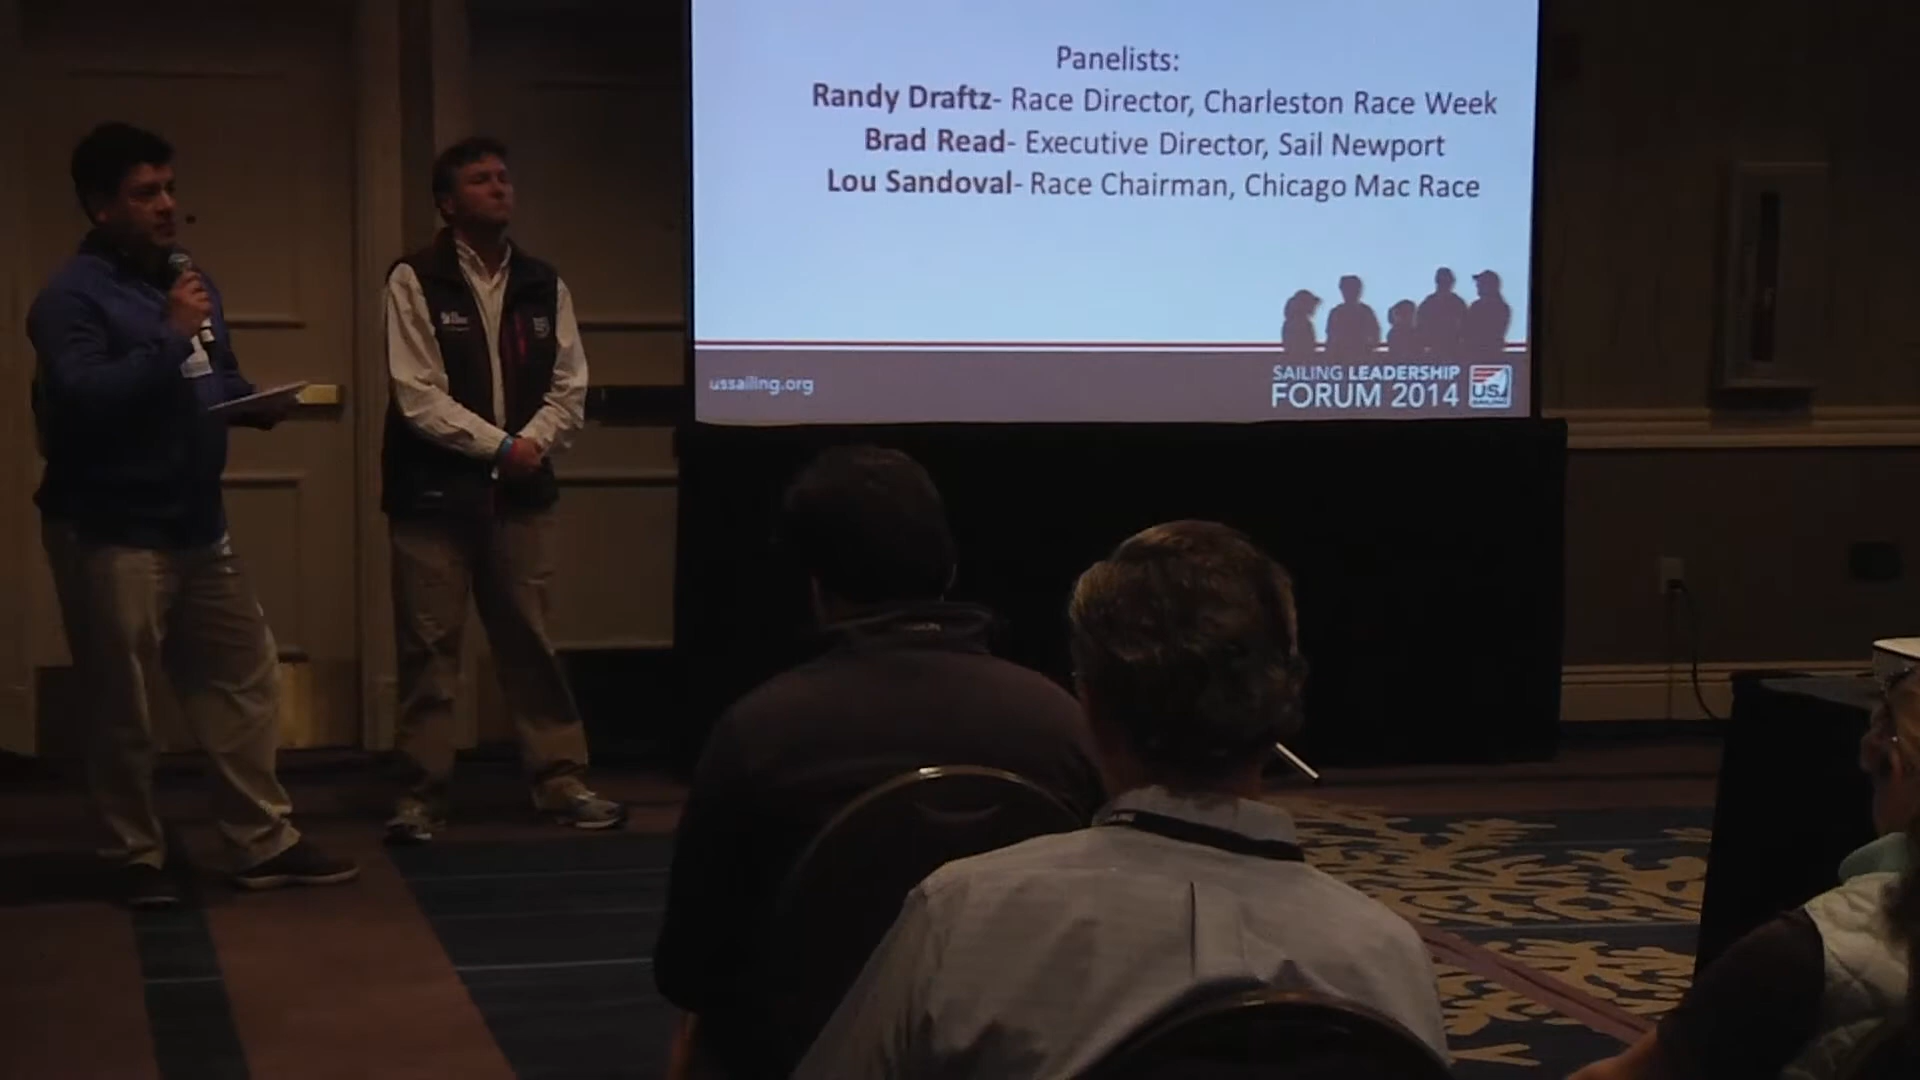 Panelists:
Randy Draftz- Race Director, Charleston Race Week
Brad Read- Executive Director, Sail Newport
Lou Sandoval- Race Chairman, Chicago Mac Race
ussailing.org
SAILING LEADERSHIP
FORUM 2014
US
SAILING